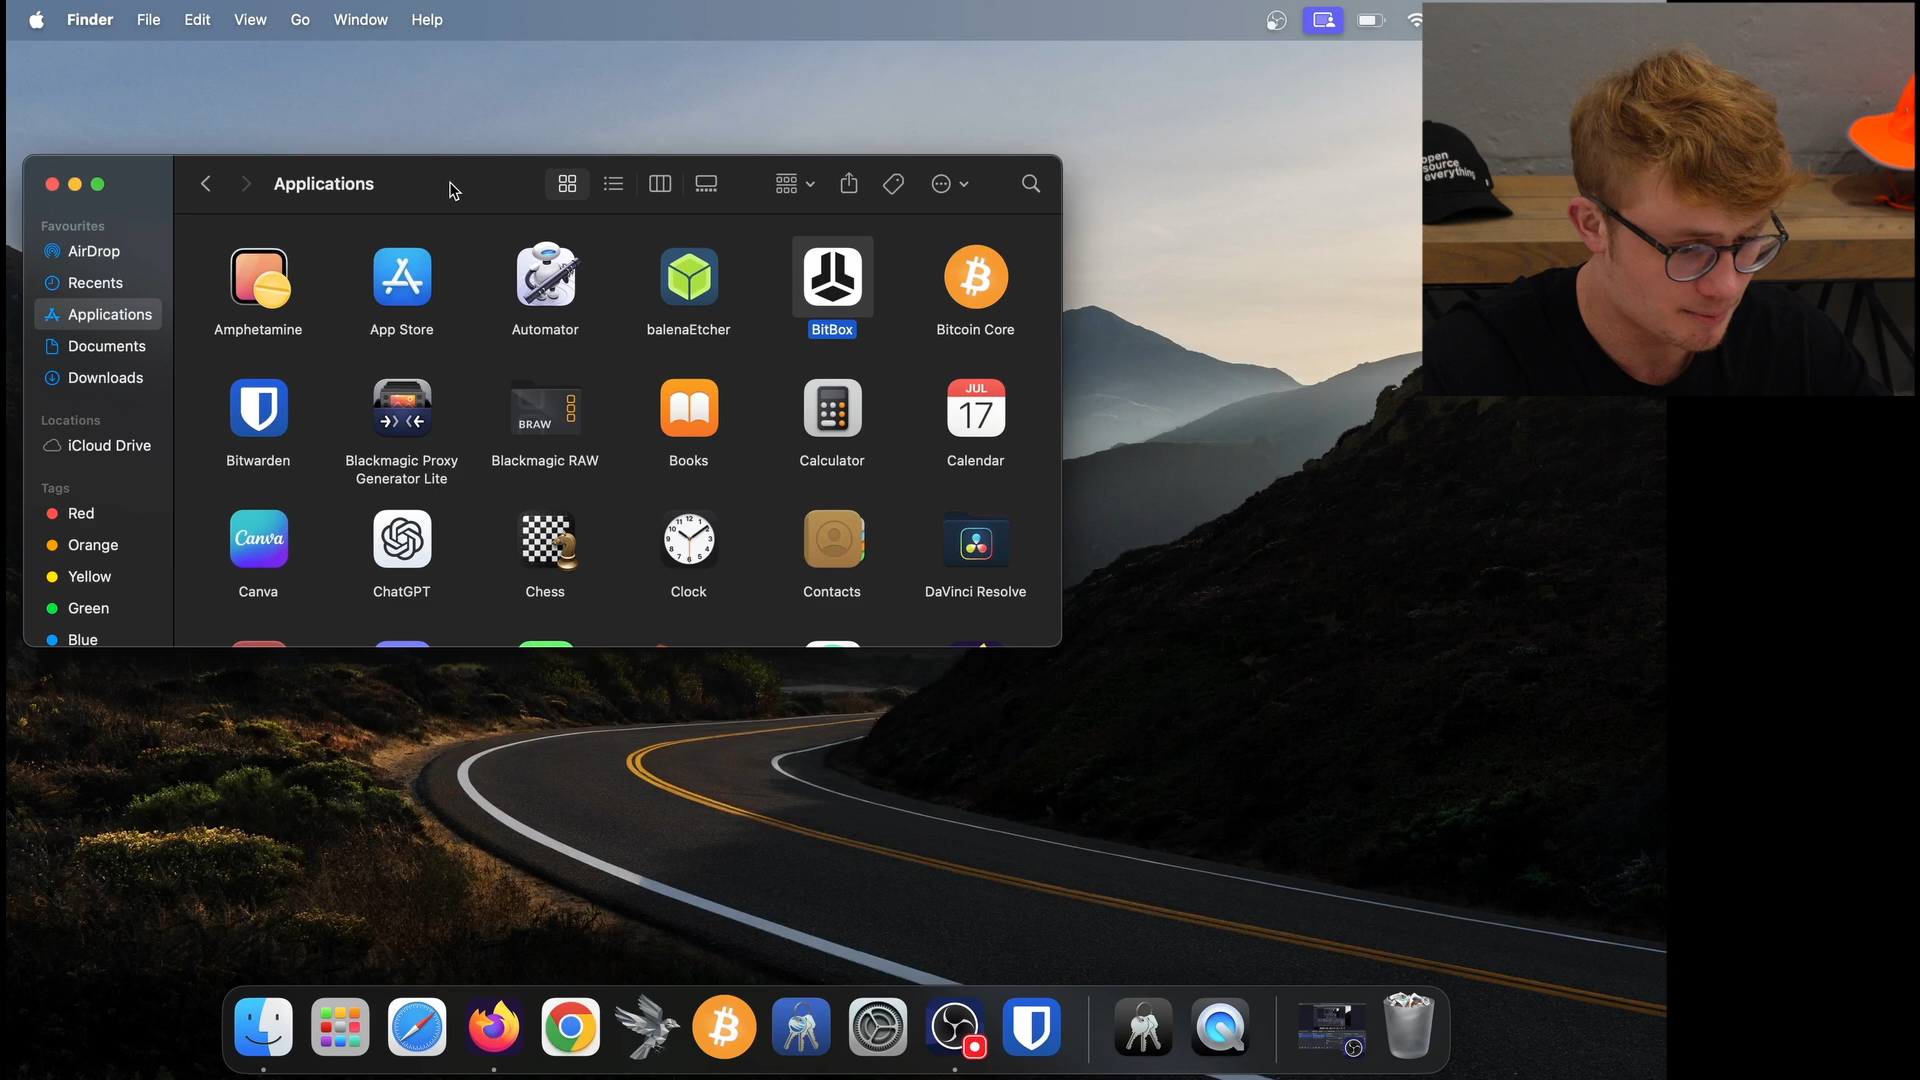 Finder File Edit View Go Window Help
open
source
everything
Applications
Favourites
AirDrop
Recents
Applications
Documents
Downloads
Locations
iCloud Drive
Tags
Red
Orange
Yellow
Green
Blue
Amphetamine
App Store
Automator
balenaEtcher
BitBox
Bitcoin Core
BRAW
JUL
17
Bitwarden
Blackmagic Proxy
Generator Lite
Blackmagic RAW
Books
Calculator
Calendar
Canva
Canva
ChatGPT
Chess
Clock
Contacts
DaVinci Resolve